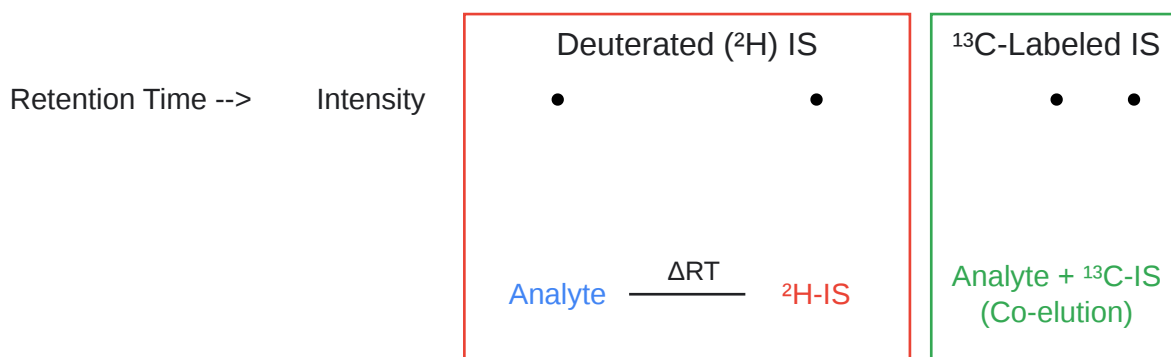 Deuterated (²H) IS
¹³C-Labeled IS
Retention Time -->
Intensity
ΔRT
Analyte
²H-IS
Analyte + ¹³C-IS
(Co-elution)